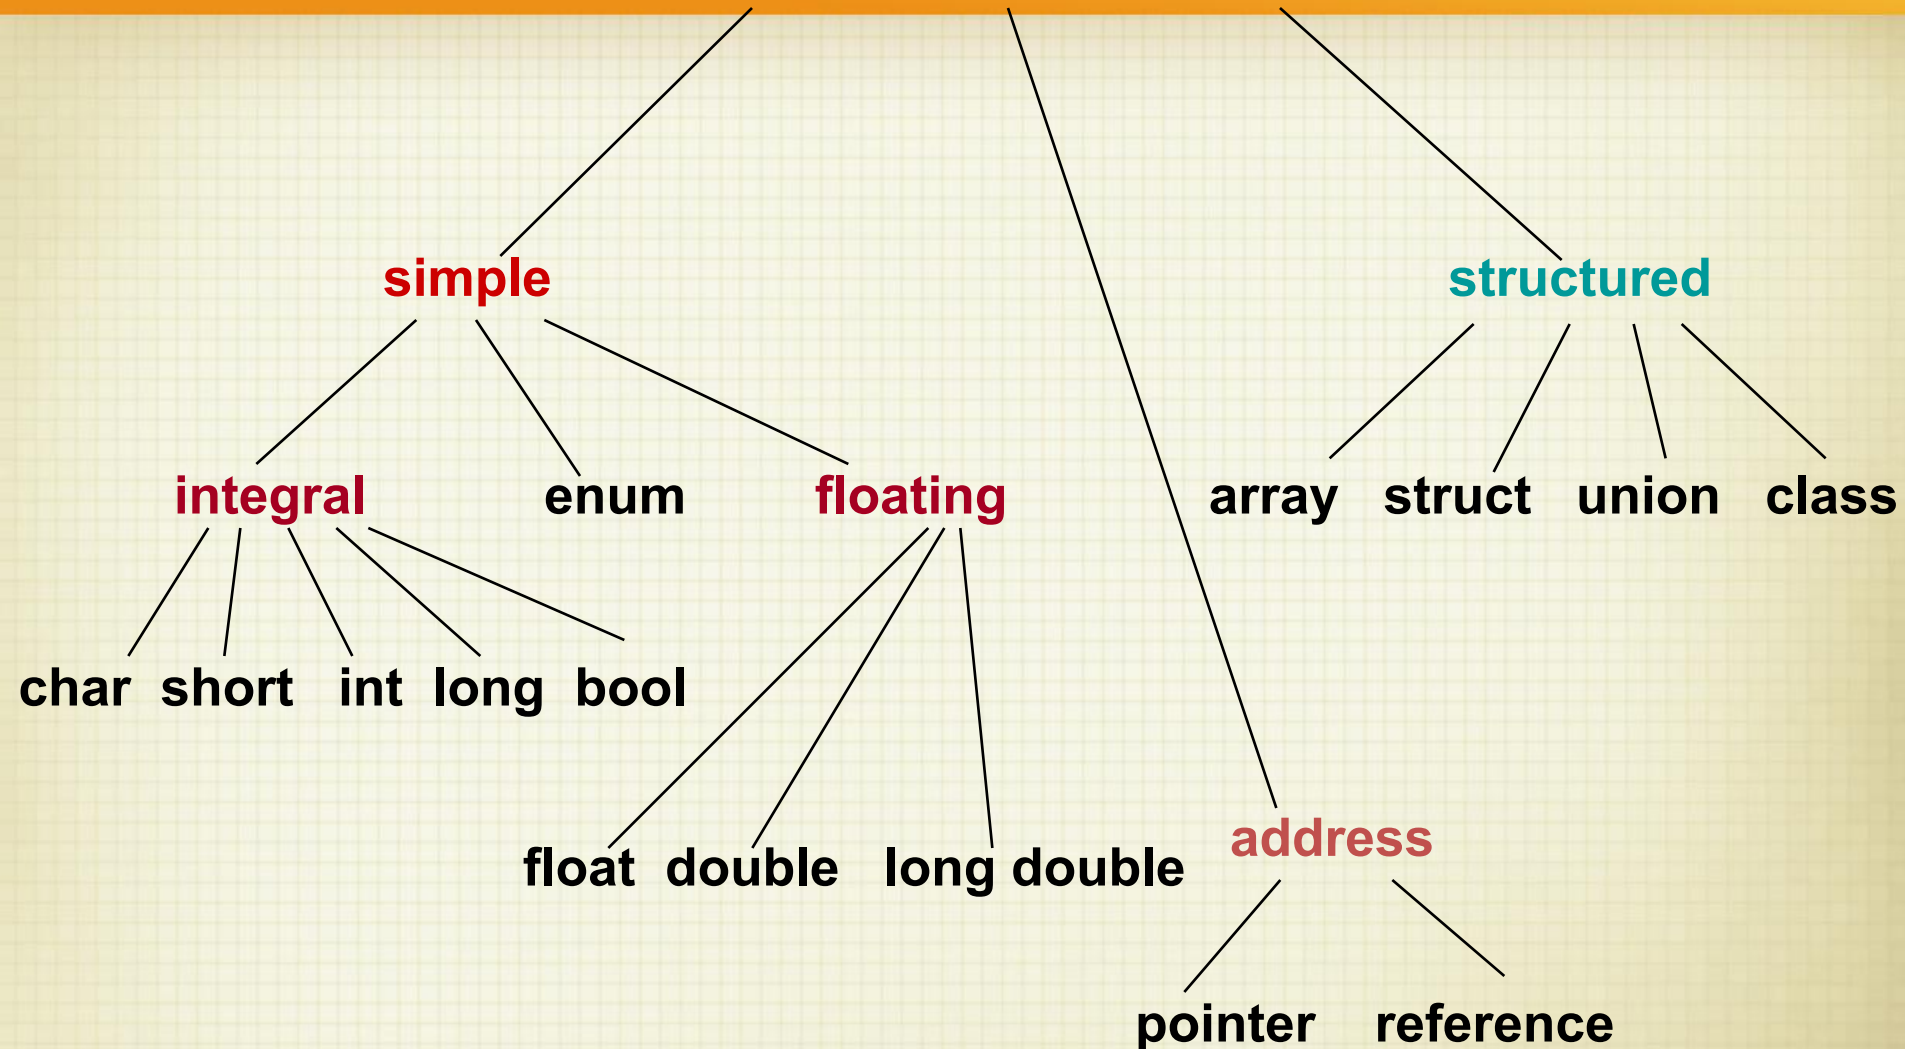 simple structured
integral enum floating array struct union class
char short int long bool
address
float double long double
pointer reference